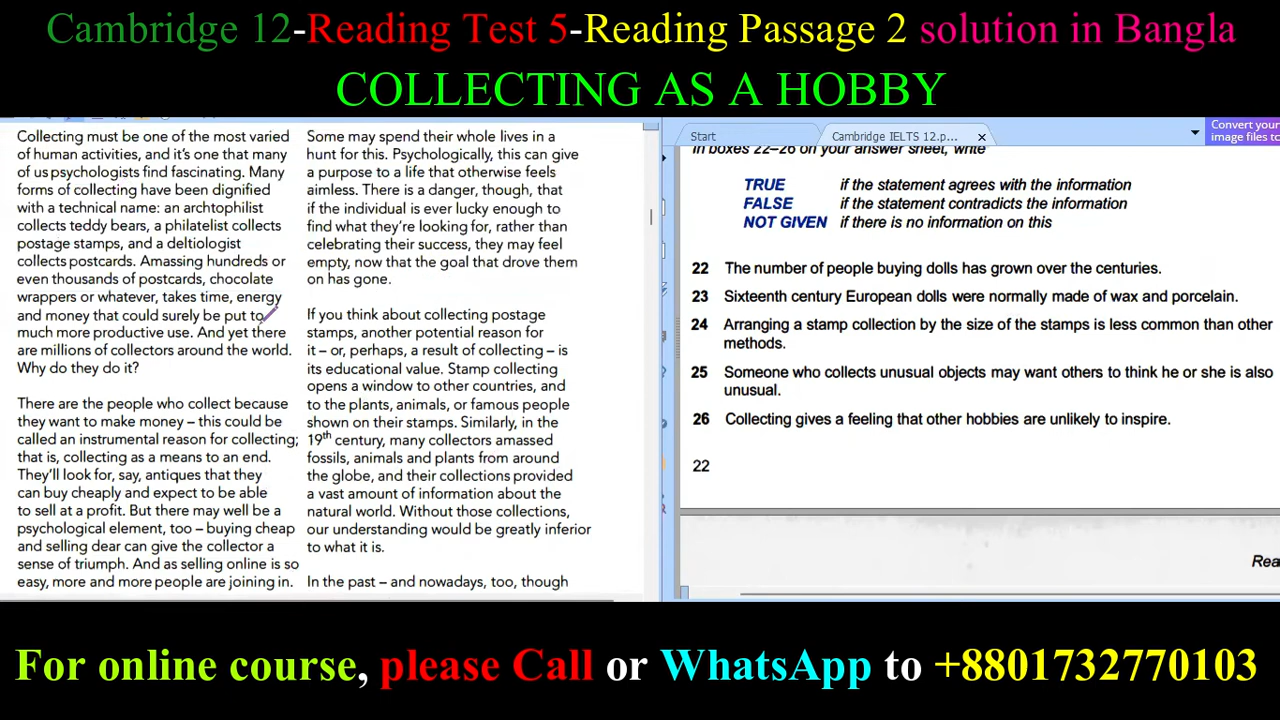 Cambridge 12-Reading Test 5-Reading Passage 2 solution in Bangla
COLLECTING AS A HOBBY
Collecting must be one of the most varied
of human activities, and it's one that many
of us psychologists find fascinating. Many
forms of collecting have been dignified
with a technical name: an archtophilist
collects teddy bears, a philatelist collects
postage stamps, and a deltiologist
collects postcards. Amassing hundreds or
even thousands of postcards, chocolate
wrappers or whatever, takes time, energy
and money that could surely be put to
much more productive use. And yet there
are millions of collectors around the world.
Why do they do it?
There are the people who collect because
they want to make money – this could be
called an instrumental reason for collecting;
that is, collecting as a means to an end.
They'll look for, say, antiques that they
can buy cheaply and expect to be able
to sell at a profit. But there may well be a
psychological element, too – buying cheap
and selling dear can give the collector a
sense of triumph. And as selling online is so
easy, more and more people are joining in.
Some may spend their whole lives in a
hunt for this. Psychologically, this can give
a purpose to a life that otherwise feels
aimless. There is a danger, though, that
if the individual is ever lucky enough to
find what they're looking for, rather than
celebrating their success, they may feel
empty, now that the goal that drove them
on has gone.
If you think about collecting postage
stamps, another potential reason for
it – or, perhaps, a result of collecting – is
its educational value. Stamp collecting
opens a window to other countries, and
to the plants, animals, or famous people
shown on their stamps. Similarly, in the
19th century, many collectors amassed
fossils, animals and plants from around
the globe, and their collections provided
a vast amount of information about the
natural world. Without those collections,
our understanding would be greatly inferior
to what it is.
In the past – and nowadays, too, though
Start
Cambridge IELTS 12.p...
Convert your
image files to
In boxes 22–26 on your answer sheet, write
TRUE if the statement agrees with the information
FALSE if the statement contradicts the information
NOT GIVEN if there is no information on this
22 The number of people buying dolls has grown over the centuries.
23 Sixteenth century European dolls were normally made of wax and porcelain.
24 Arranging a stamp collection by the size of the stamps is less common than other
methods.
25 Someone who collects unusual objects may want others to think he or she is also
unusual.
26 Collecting gives a feeling that other hobbies are unlikely to inspire.
22
Rea
For online course, please Call or WhatsApp to +8801732770103